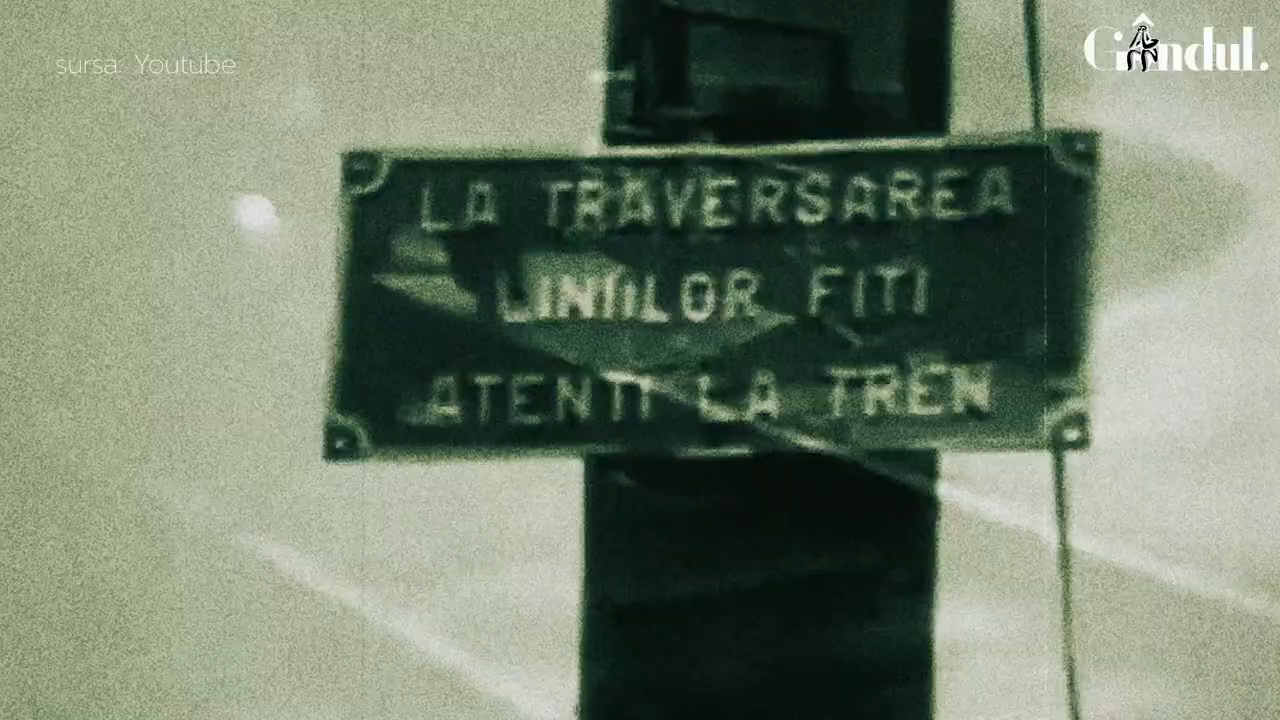 sursa: Youtube
Gândul.
LA TRAVERSAREA
LINIILOR FITI
ATENTI LA TREN